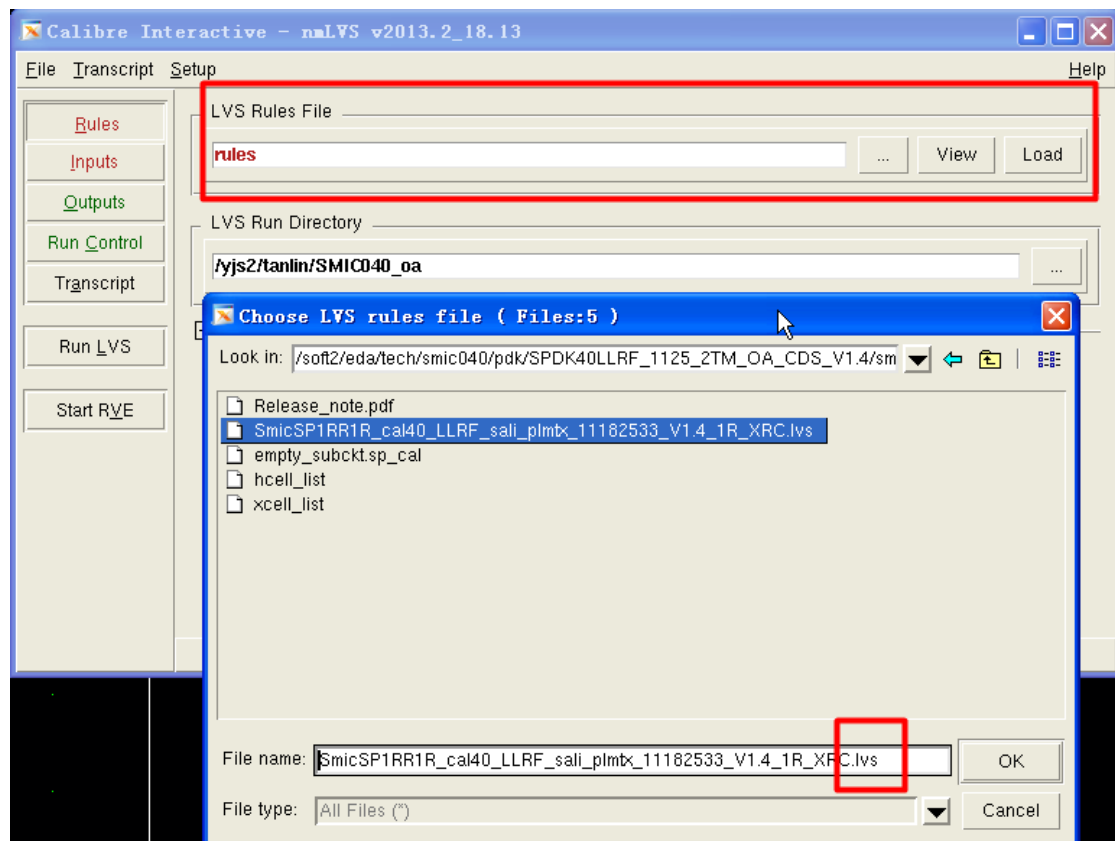 Calibre Interactive - nmLVS v2013.2_18.13
File Transcript Setup Help
Rules
Inputs
Outputs
Run Control
Transcript
Run LVS
Start RVE
LVS Rules File
rules ... View Load
LVS Run Directory
/yjs2/tanlin/SMIC040_oa ...
Choose LVS rules file ( Files:5 )
Look in: /soft2/eda/tech/smic040/pdk/SPDK40LLRF_1125_2TM_OA_CDS_V1.4/sm
Release_note.pdf
SmicSP1RR1R_cal40_LLRF_sali_plmtx_11182533_V1.4_1R_XRC.lvs
empty_subckt.sp_cal
hcell_list
xcell_list
File name: SmicSP1RR1R_cal40_LLRF_sali_plmtx_11182533_V1.4_1R_XRC.lvs OK
File type: All Files (*) Cancel